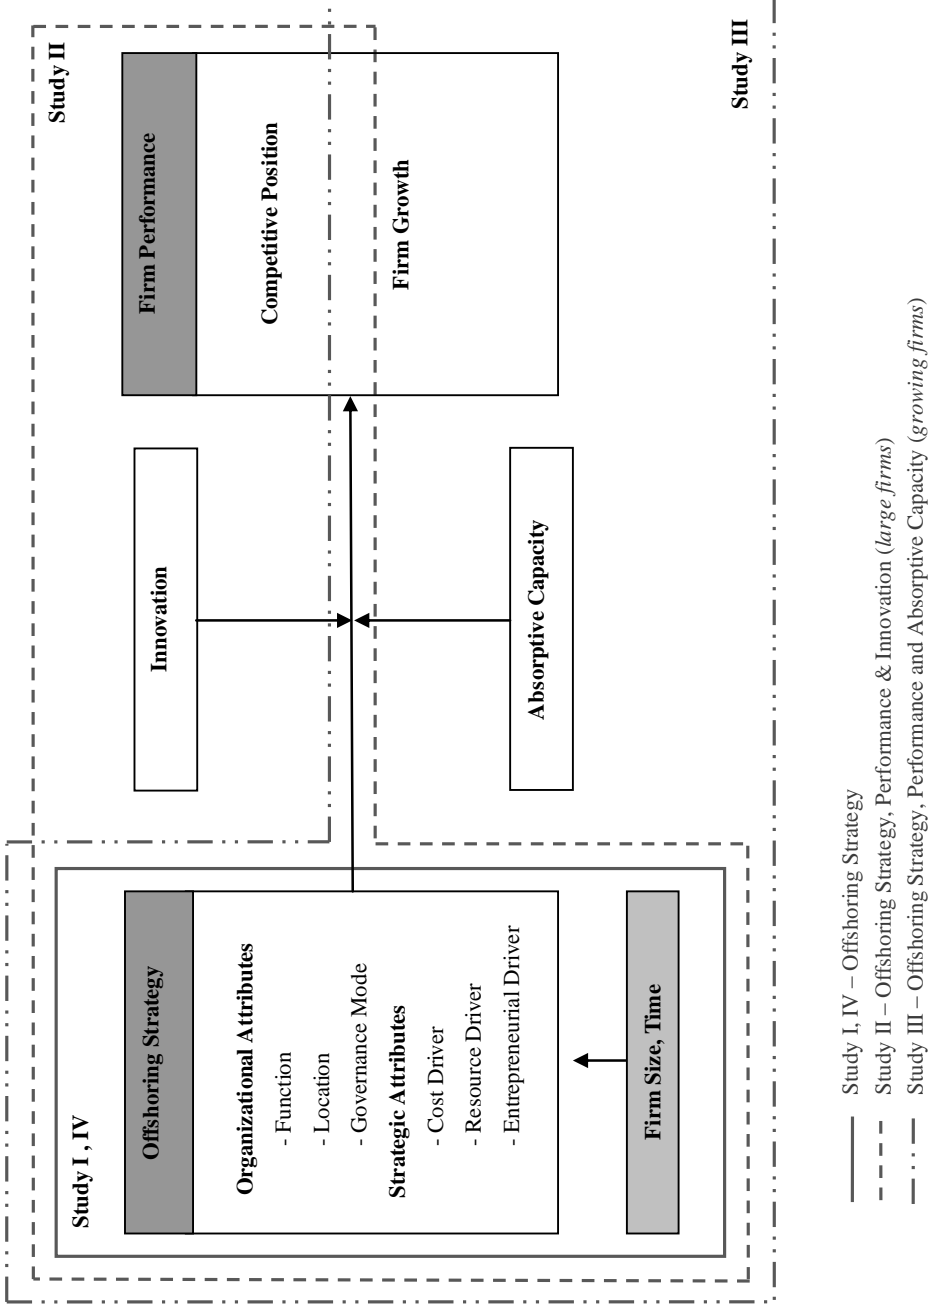 Study II
Study I , IV
Offshoring Strategy
Organizational Attributes
- Function
- Location
- Governance Mode
Strategic Attributes
- Cost Driver
- Resource Driver
- Entrepreneurial Driver
Firm Size, Time
Innovation
Absorptive Capacity
Firm Performance
Competitive Position
Firm Growth
Study III
Study I, IV – Offshoring Strategy
Study II – Offshoring Strategy, Performance & Innovation (large firms)
Study III – Offshoring Strategy, Performance and Absorptive Capacity (growing firms)